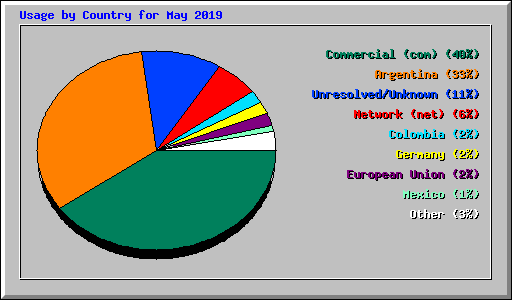 Usage by Country for May 2019
Commercial (com) (40%)
Argentina (33%)
Unresolved/Unknown (11%)
Network (net) (6%)
Colombia (2%)
Germany (2%)
European Union (2%)
Mexico (1%)
Other (3%)